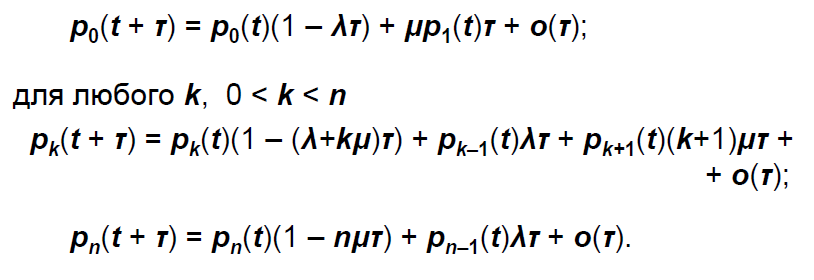 p₀(t + τ) = p₀(t)(1 – λτ) + μp₁(t)τ + o(τ);
для любого k, 0 < k < n
pₖ(t + τ) = pₖ(t)(1 – (λ+kμ)τ) + pₖ₋₁(t)λτ + pₖ₊₁(t)(k+1)μτ +
+ o(τ);
pₙ(t + τ) = pₙ(t)(1 – nμτ) + pₙ₋₁(t)λτ + o(τ).